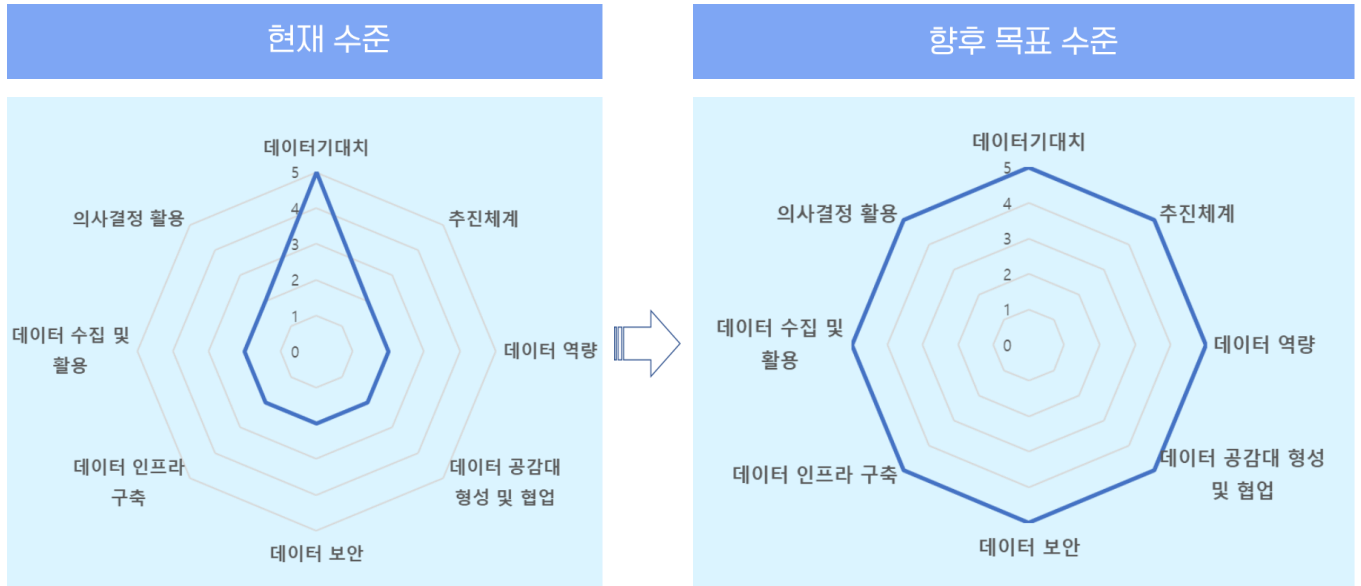 현재 수준
데이터기대치
5
의사결정 활용
4
추진체계
3
2
1
데이터 수집 및
활용
0
데이터 역량
데이터 인프라
구축
데이터 공감대
형성 및 협업
데이터 보안
향후 목표 수준
데이터기대치
5
의사결정 활용
4
추진체계
3
2
1
데이터 수집 및
활용
0
데이터 역량
데이터 인프라 구축
데이터 공감대 형성
및 협업
데이터 보안